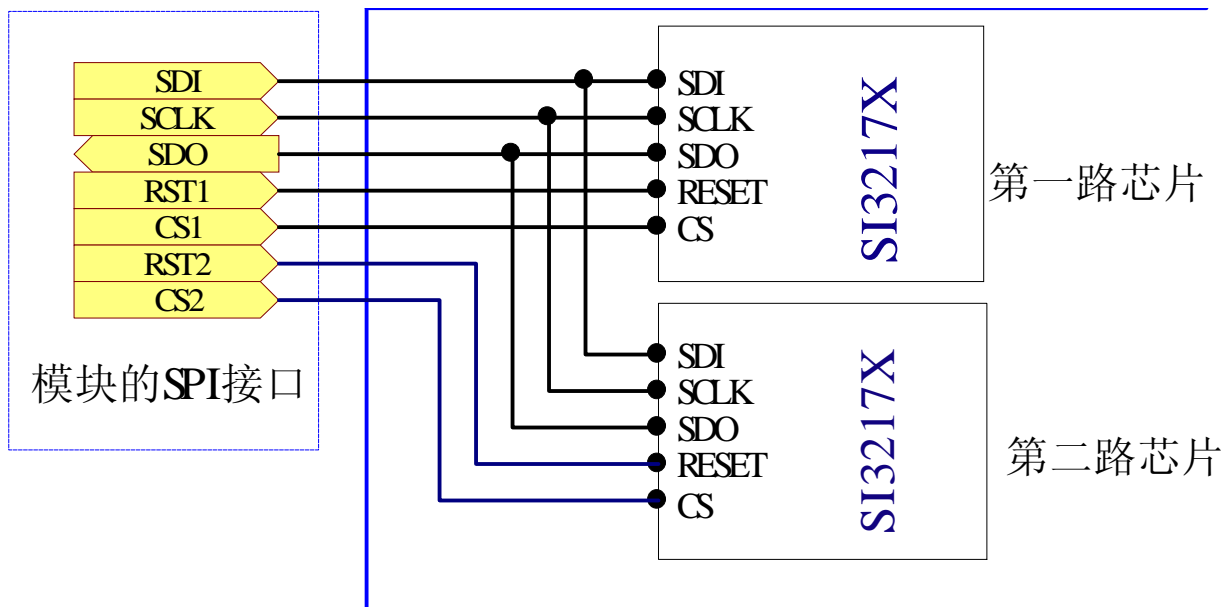 SDI
SCLK
SDO
RST1
CS1
RST2
CS2
模块的SPI接口
SDI
SCLK
SDO
RESET
CS
SI3217X
第一路芯片
SDI
SCLK
SDO
RESET
CS
SI3217X
第二路芯片